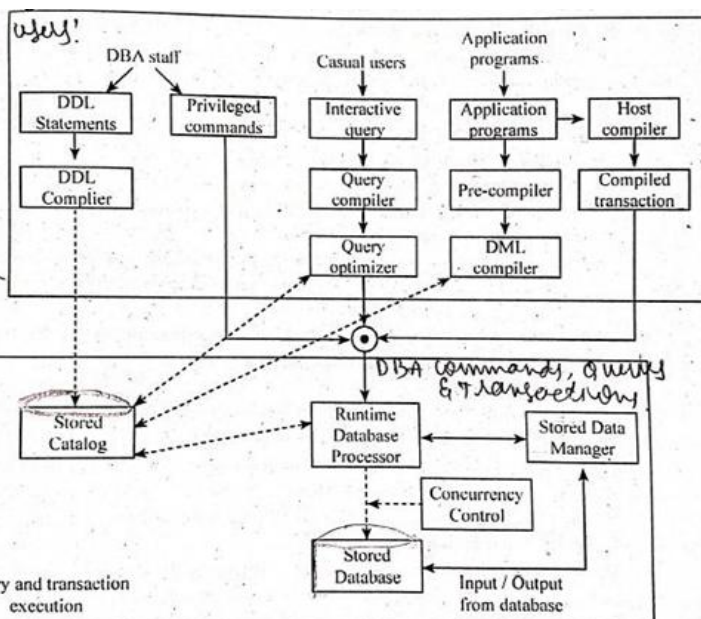 users!
DBA staff
Casual users
Application
programs
DDL
Statements
Privileged
commands
Interactive
query
Application
programs
Host
compiler
DDL
Complier
Query
compiler
Pre-compiler
Compiled
transaction
Query
optimizer
DML
compiler
DBA Commands, Queries
& Transactions
Stored
Catalog
Runtime
Database
Processor
Stored Data
Manager
Concurrency
Control
Stored
Database
Input / Output
from database
ry and transaction
execution